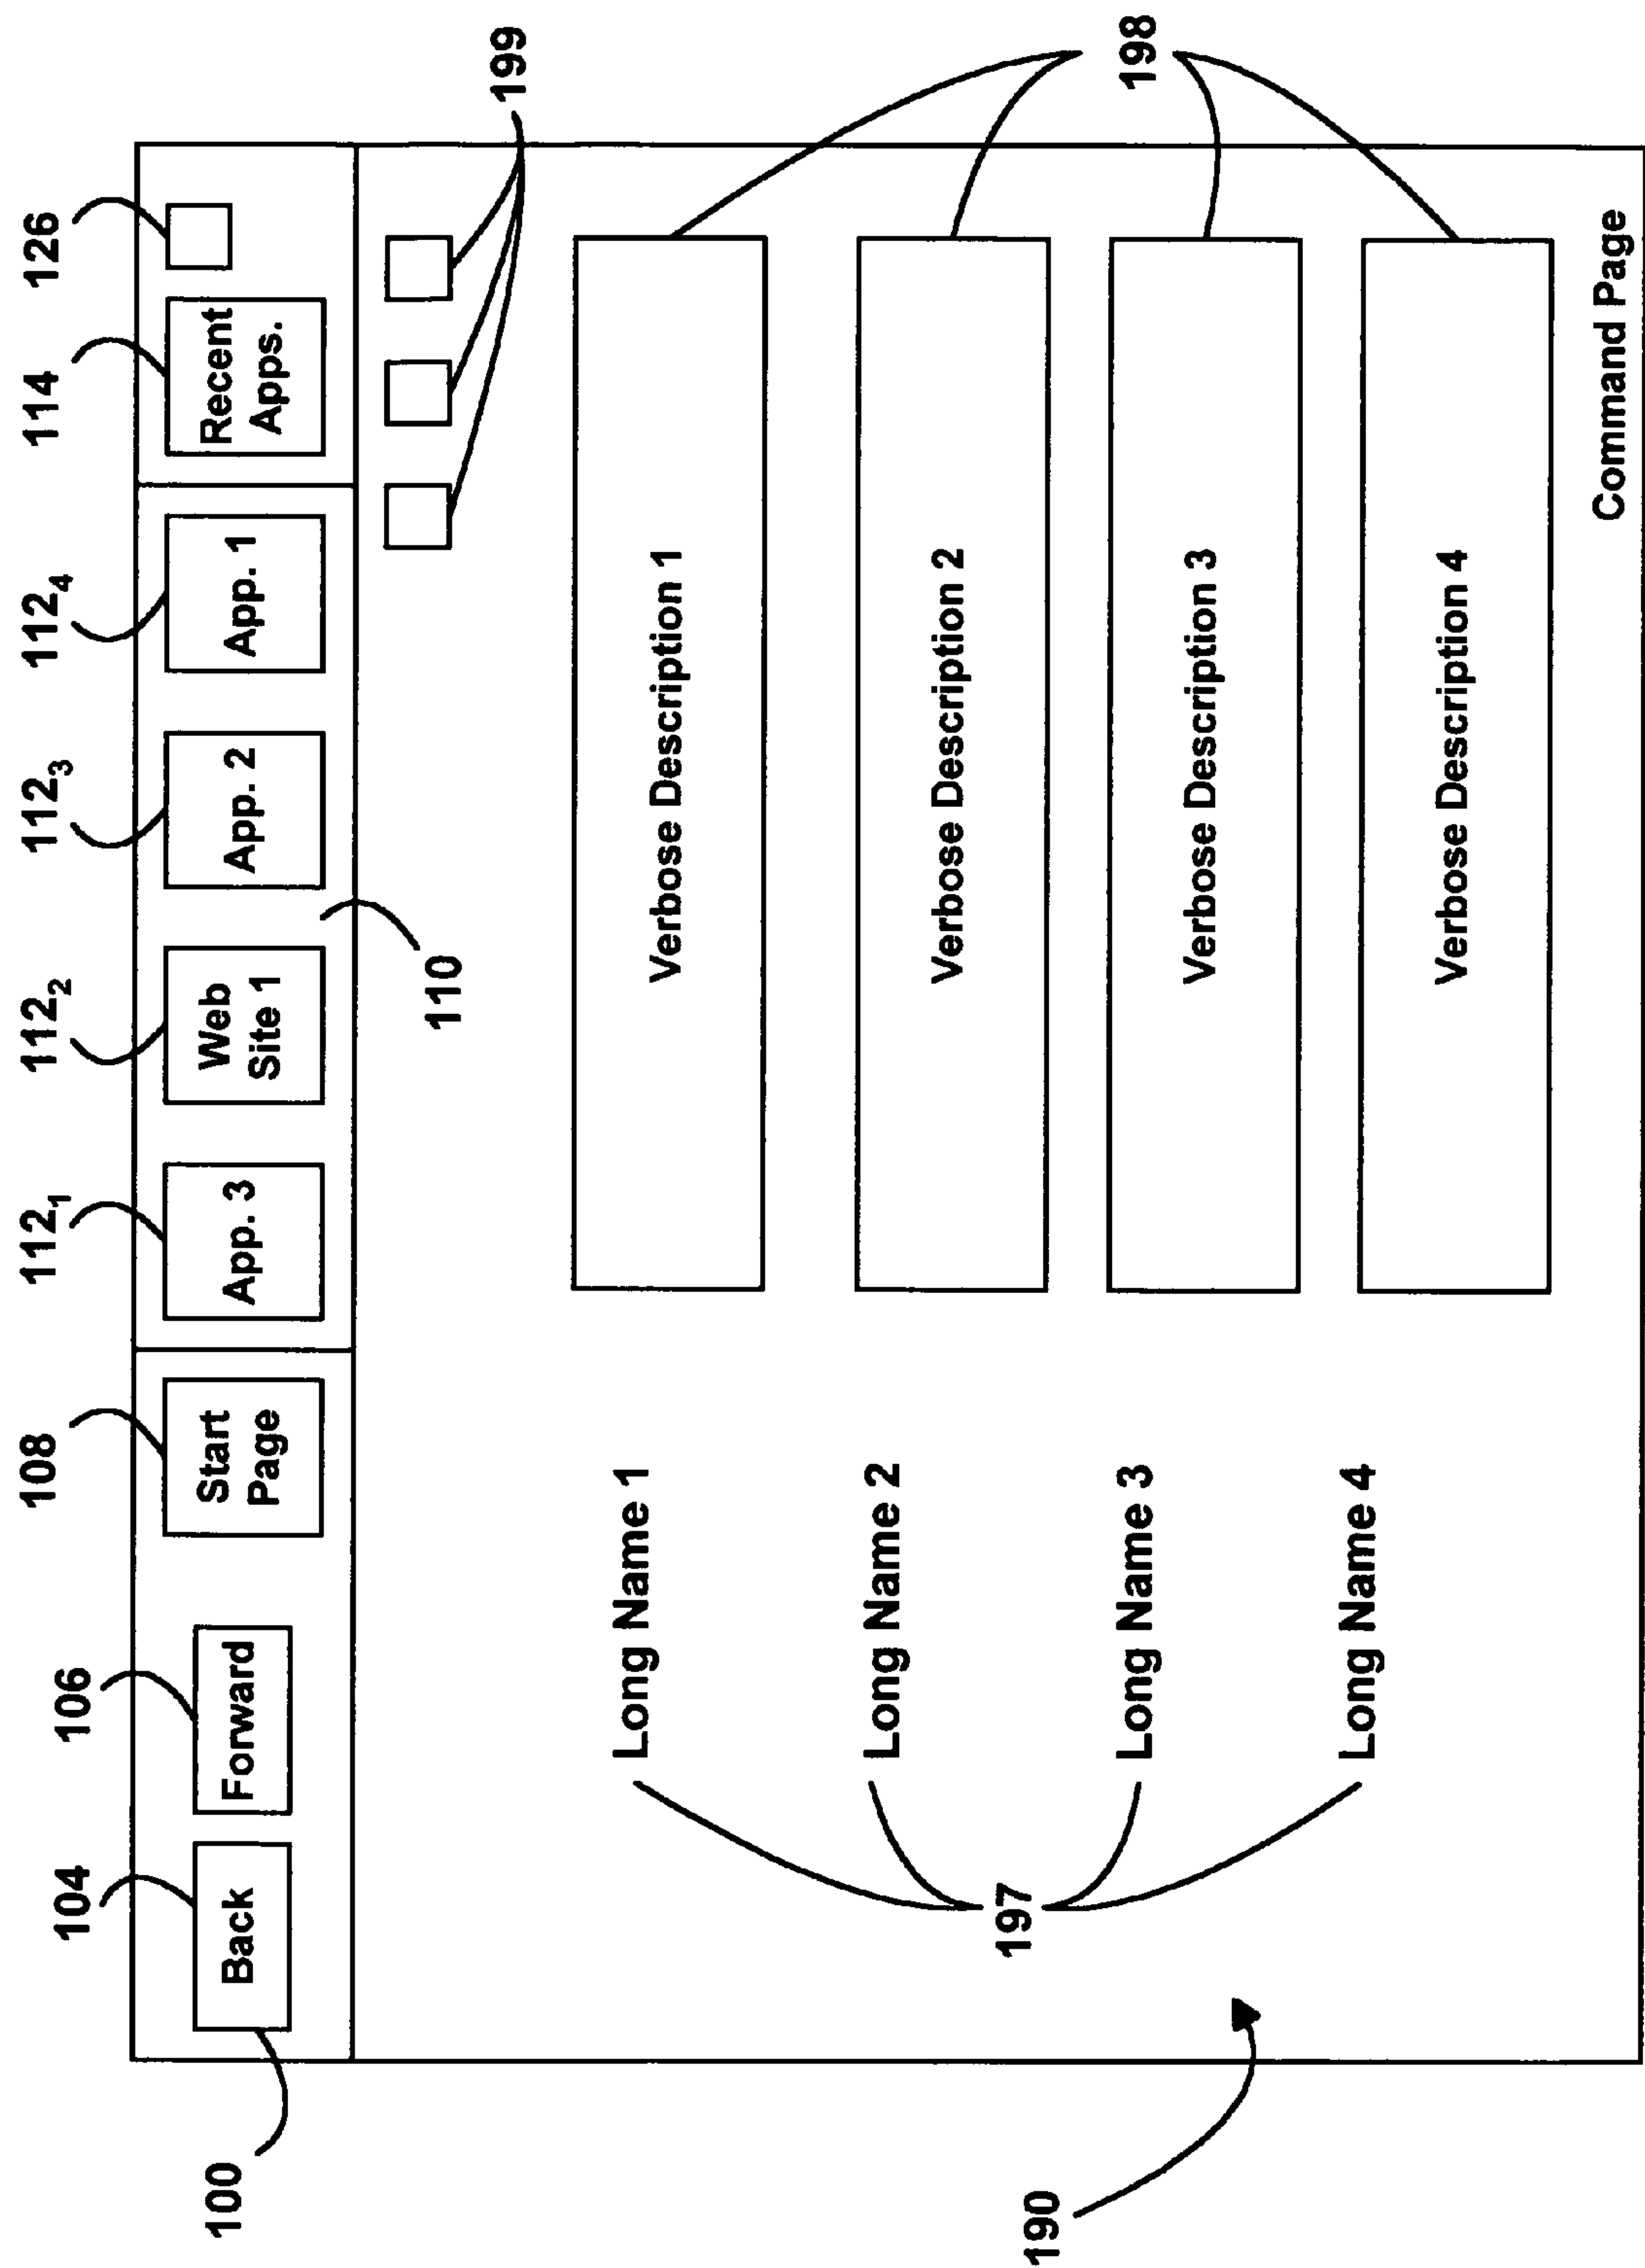 104 106 108 112₁ 112₂ 112₃ 112₄ 114 126
100
Back
Forward
Start
Page
App. 3
Web
Site 1
App. 2
App. 1
Recent
Apps.
110
199
Long Name 1
Verbose Description 1
Long Name 2
Verbose Description 2
Long Name 3
Verbose Description 3
Long Name 4
Verbose Description 4
197
198
190
Command Page